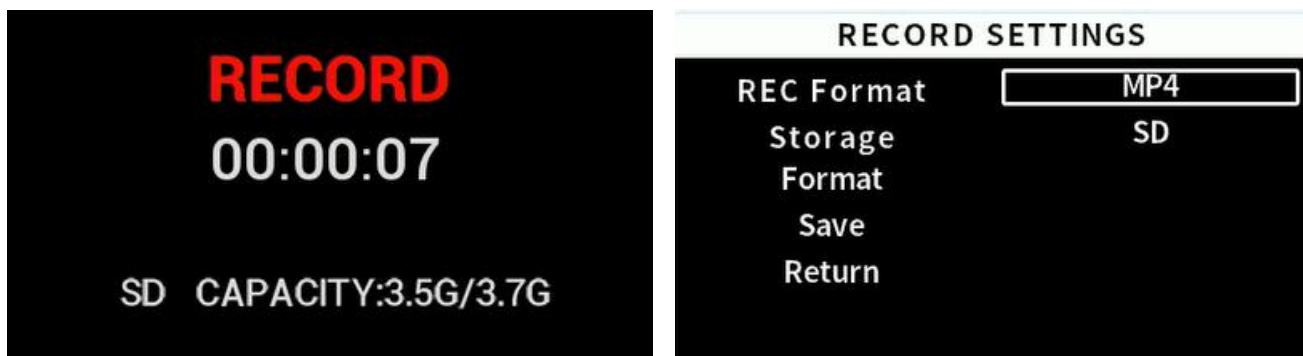 RECORD
00:00:07
SD CAPACITY:3.5G/3.7G
RECORD SETTINGS
REC Format MP4
Storage SD
Format
Save
Return